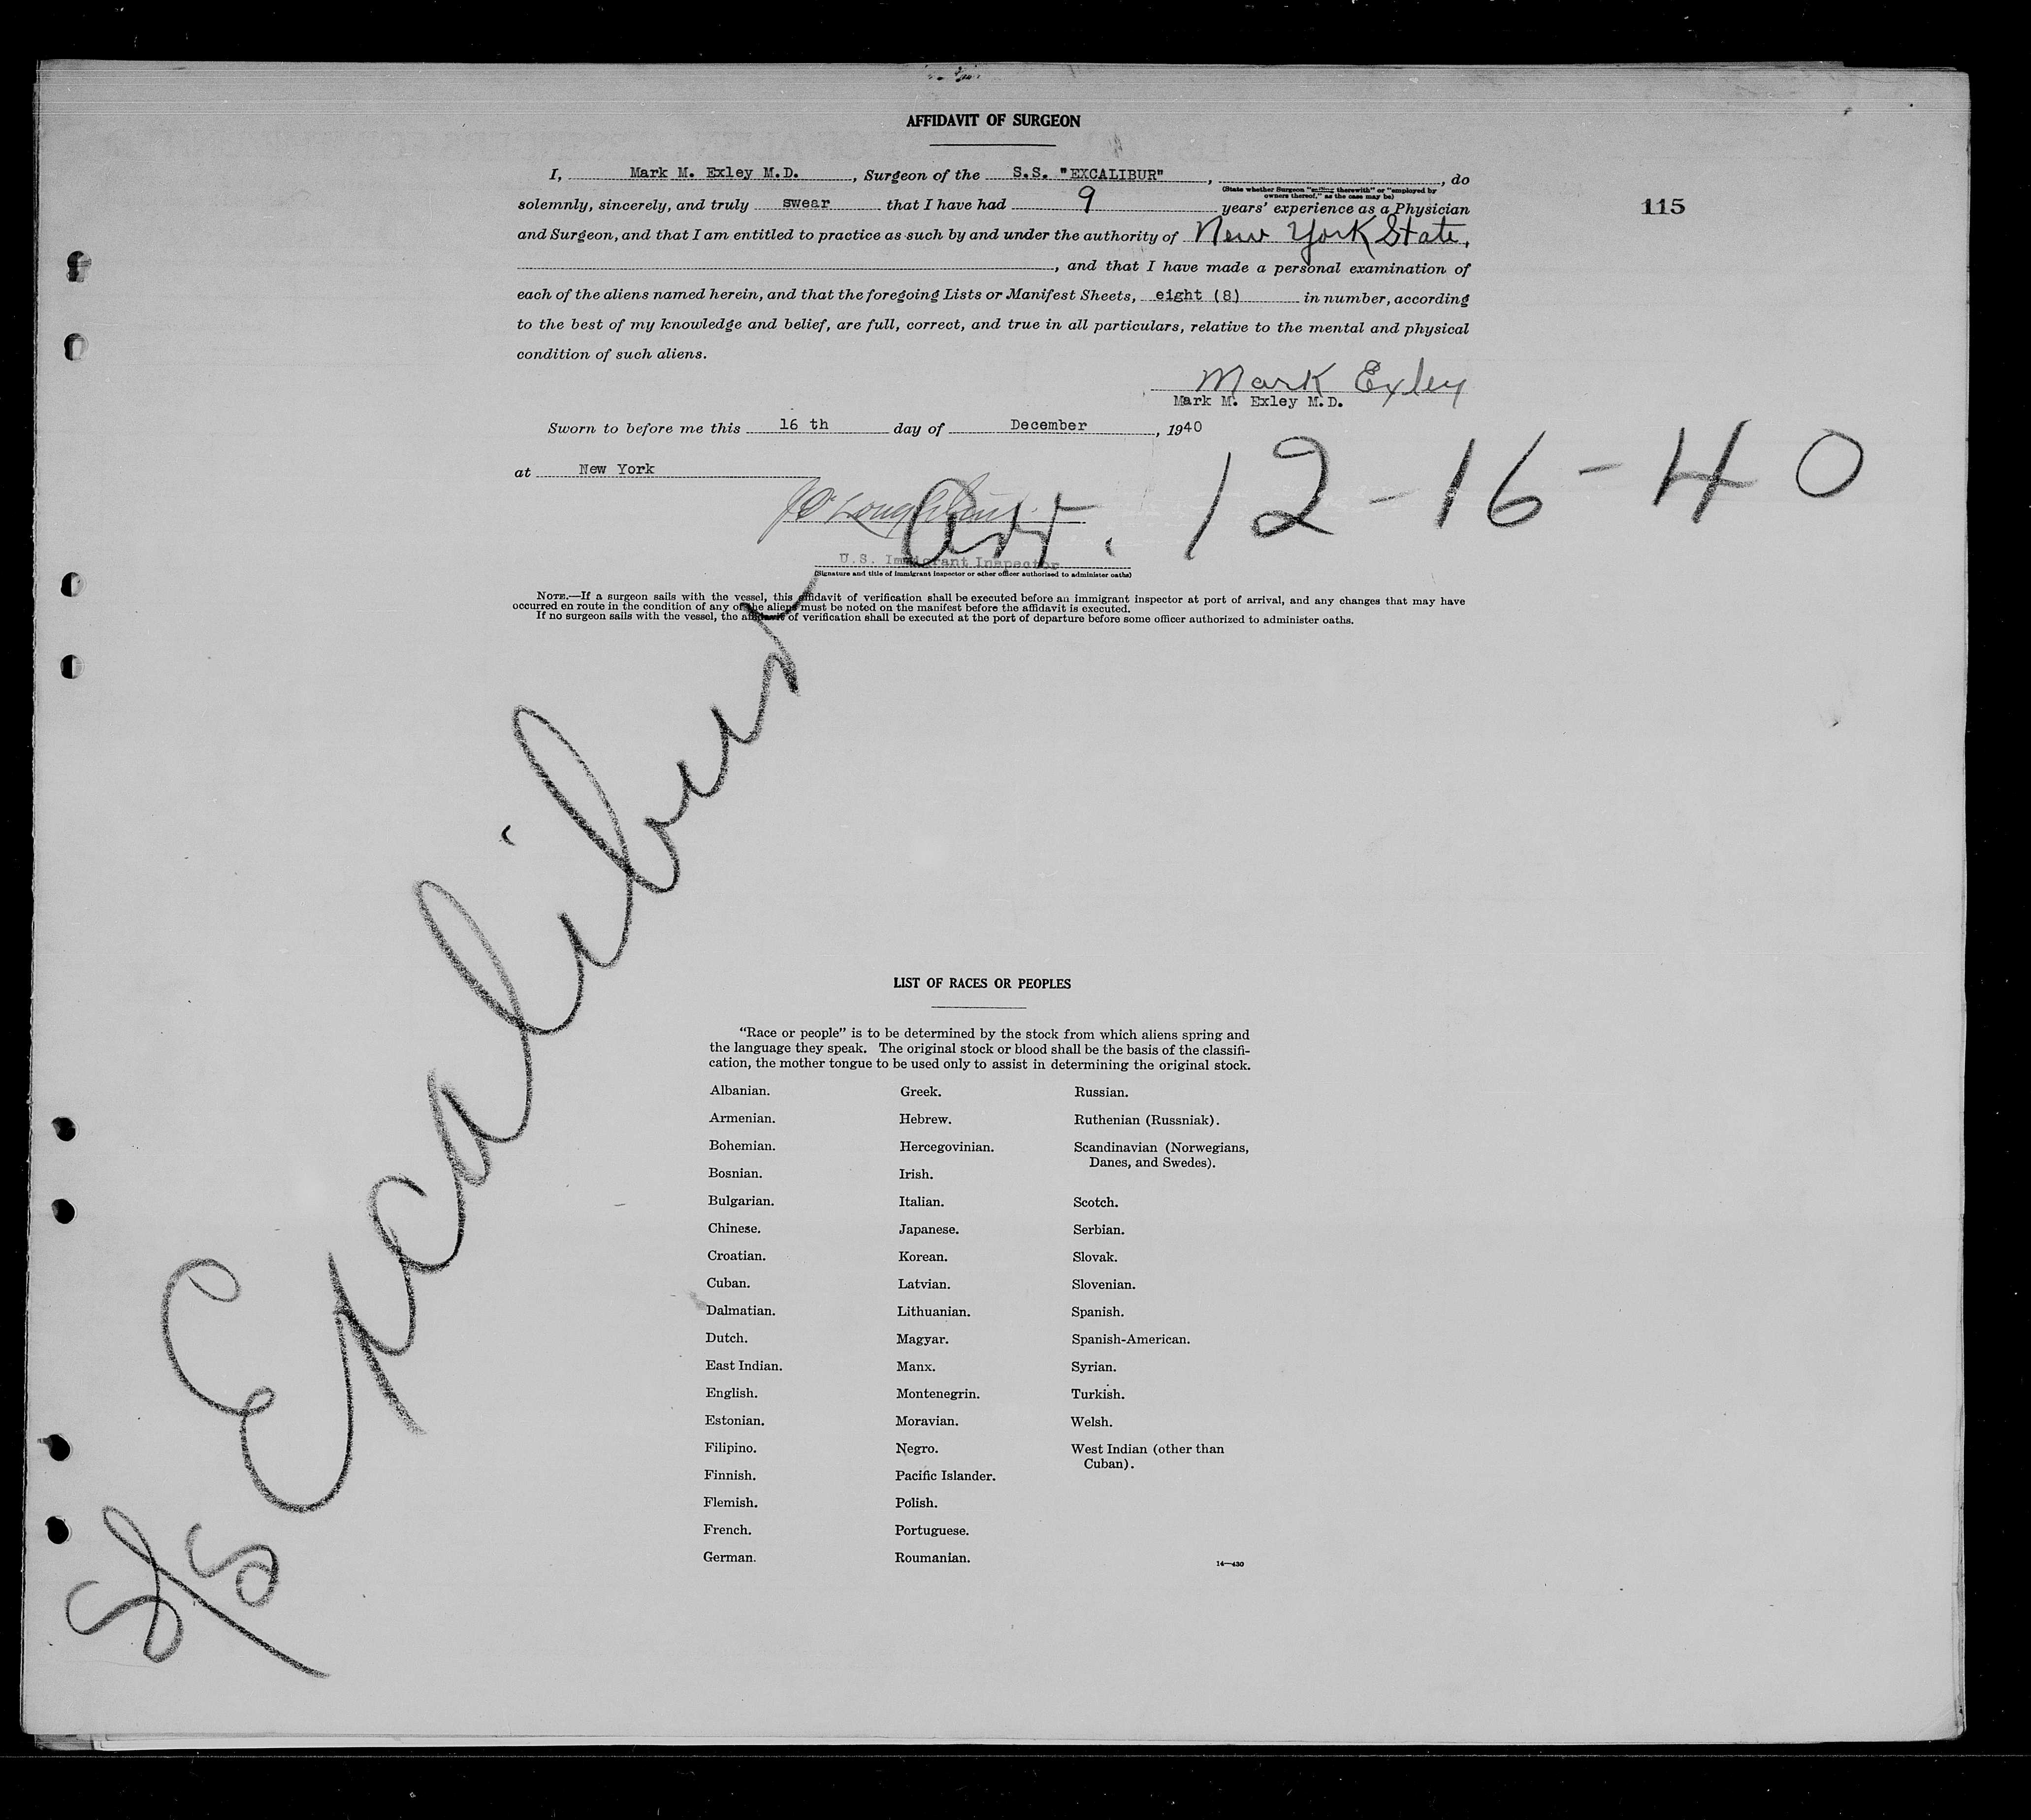 AFFIDAVIT OF SURGEON
115
I, Mark M. Exley M.D. , Surgeon of the S.S. "EXCALIBUR" , , do
(State whether Surgeon "sailing therewith" or "employed by
owners thereof," as the case may be)
solemnly, sincerely, and truly swear that I have had 9 years' experience as a Physician
and Surgeon, and that I am entitled to practice as such by and under the authority of New York State,
, and that I have made a personal examination of
each of the aliens named herein, and that the foregoing Lists or Manifest Sheets, eight (8) in number, according
to the best of my knowledge and belief, are full, correct, and true in all particulars, relative to the mental and physical
condition of such aliens.
Mark Exley
Mark M. Exley M.D.
Sworn to before me this 16 th day of December , 1940
at New York
Arr. 12-16-40
U.S. Immigrant Inspector
(Signature and title of immigrant inspector or other officer authorized to administer oaths)
NOTE.—If a surgeon sails with the vessel, this affidavit of verification shall be executed before an immigrant inspector at port of arrival, and any changes that may have
occurred en route in the condition of any of the aliens must be noted on the manifest before the affidavit is executed.
If no surgeon sails with the vessel, the affidavit of verification shall be executed at the port of departure before some officer authorized to administer oaths.
S/S Excalibur
LIST OF RACES OR PEOPLES
"Race or people" is to be determined by the stock from which aliens spring and
the language they speak. The original stock or blood shall be the basis of the classifi-
cation, the mother tongue to be used only to assist in determining the original stock.
Albanian.
Armenian.
Bohemian.
Bosnian.
Bulgarian.
Chinese.
Croatian.
Cuban.
Dalmatian.
Dutch.
East Indian.
English.
Estonian.
Filipino.
Finnish.
Flemish.
French.
German.
Greek.
Hebrew.
Hercegovinian.
Irish.
Italian.
Japanese.
Korean.
Latvian.
Lithuanian.
Magyar.
Manx.
Montenegrin.
Moravian.
Negro.
Pacific Islander.
Polish.
Portuguese.
Roumanian.
Russian.
Ruthenian (Russniak).
Scandinavian (Norwegians,
Danes, and Swedes).
Scotch.
Serbian.
Slovak.
Slovenian.
Spanish.
Spanish-American.
Syrian.
Turkish.
Welsh.
West Indian (other than
Cuban).
14—430